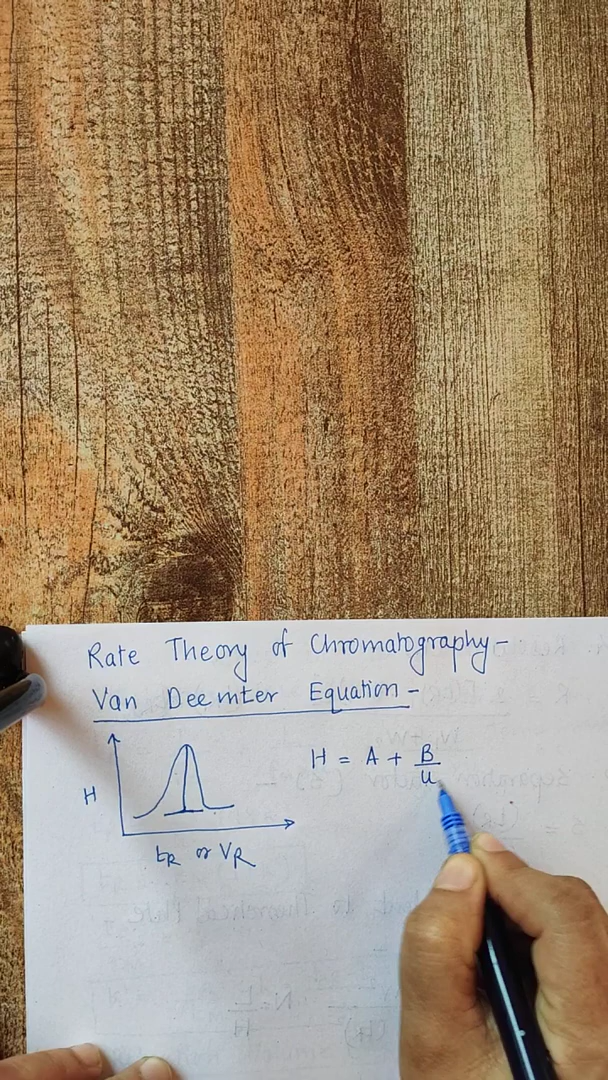 Rate Theory of Chromatography-
Van Deemter Equation-
H = A + B/u
H
tR or VR